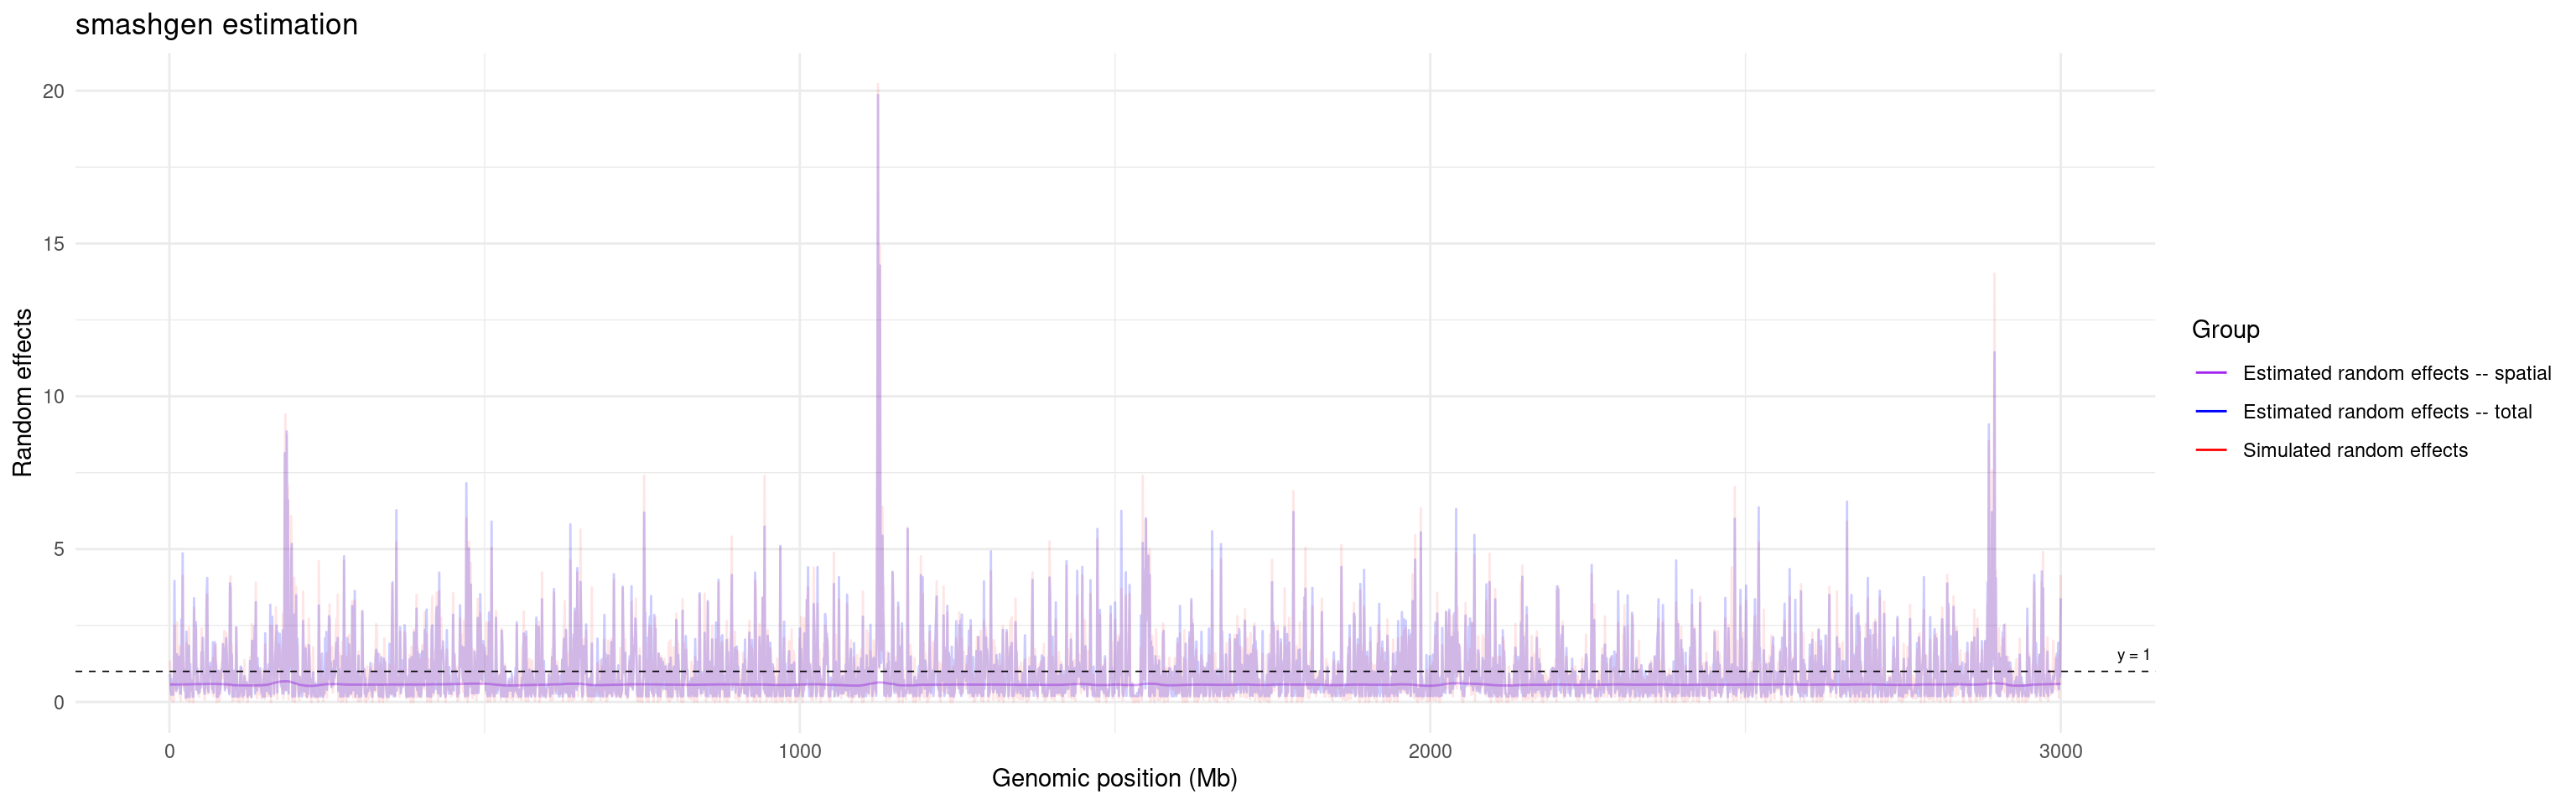 smashgen estimation
20
15
10
5
0
Random effects
y = 1
0
1000
2000
3000
Genomic position (Mb)
Group
Estimated random effects -- spatial
Estimated random effects -- total
Simulated random effects